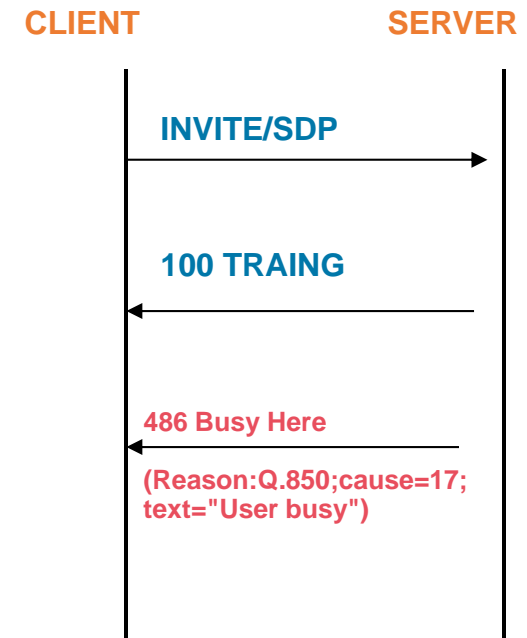 CLIENT SERVER
INVITE/SDP
100 TRAING
486 Busy Here
(Reason:Q.850;cause=17;
text="User busy")